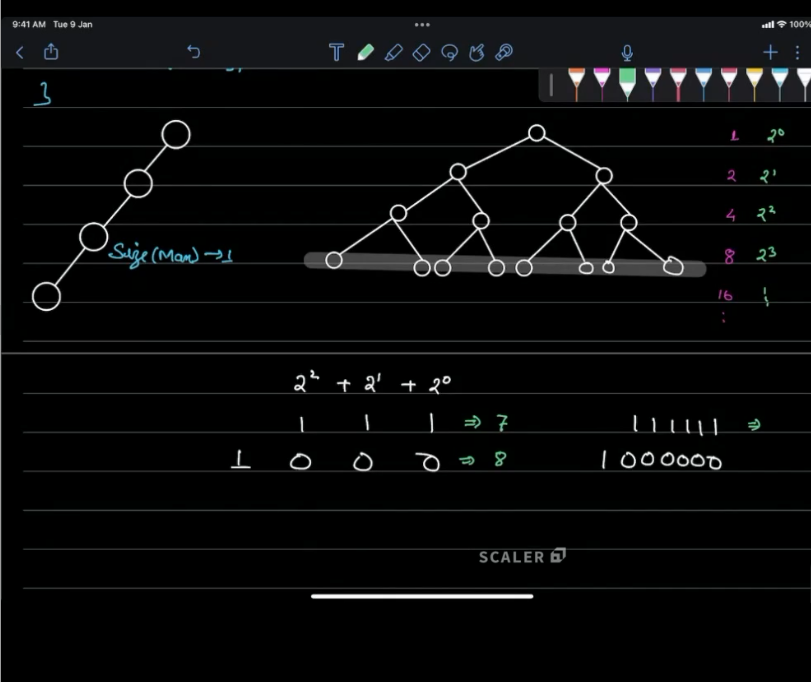 9:41 AM Tue 9 Jan
100%
T
3
1 2⁰
2 2¹
4 2²
Size(Max) → 1
8 2³
16
2² + 2¹ + 2⁰
1 1 1 ⇒ 7
111111 ⇒
1 0 0 0 ⇒ 8
1000000
SCALER